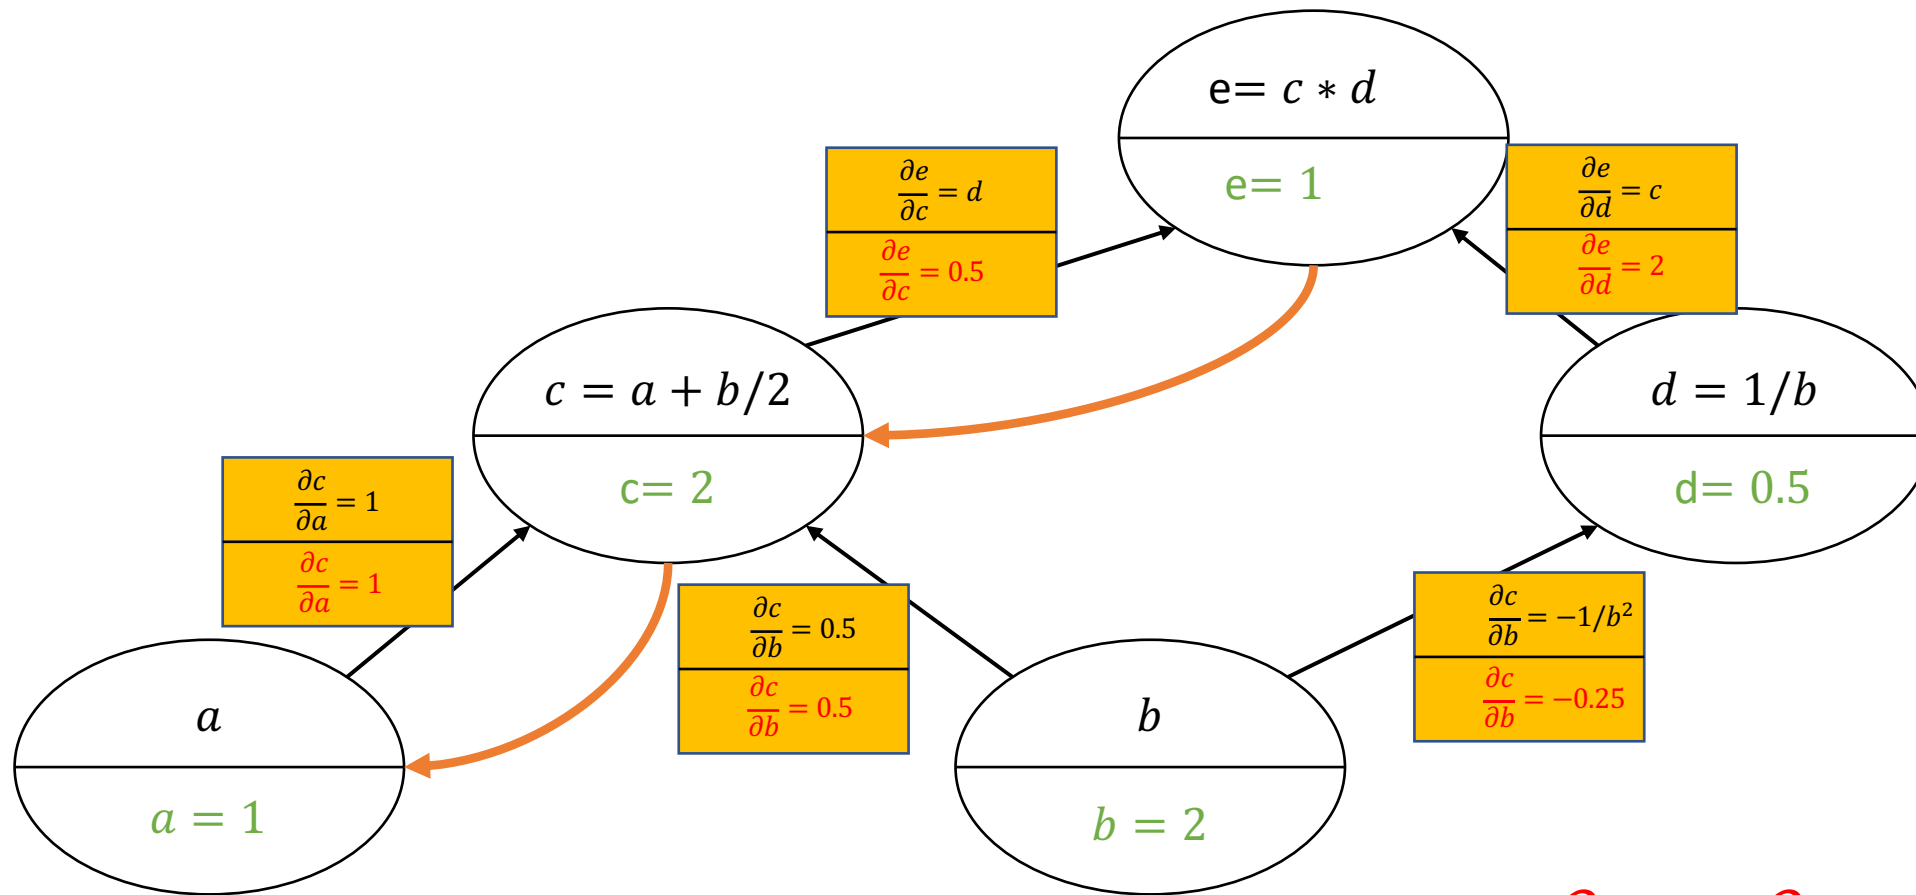 e= c ∗ d
e= 1
∂e/∂c = d
∂e/∂c = 0.5
∂e/∂d = c
∂e/∂d = 2
c = a + b/2
c= 2
d = 1/b
d= 0.5
∂c/∂a = 1
∂c/∂a = 1
∂c/∂b = 0.5
∂c/∂b = 0.5
∂c/∂b = −1/b²
∂c/∂b = −0.25
a
a = 1
b
b = 2